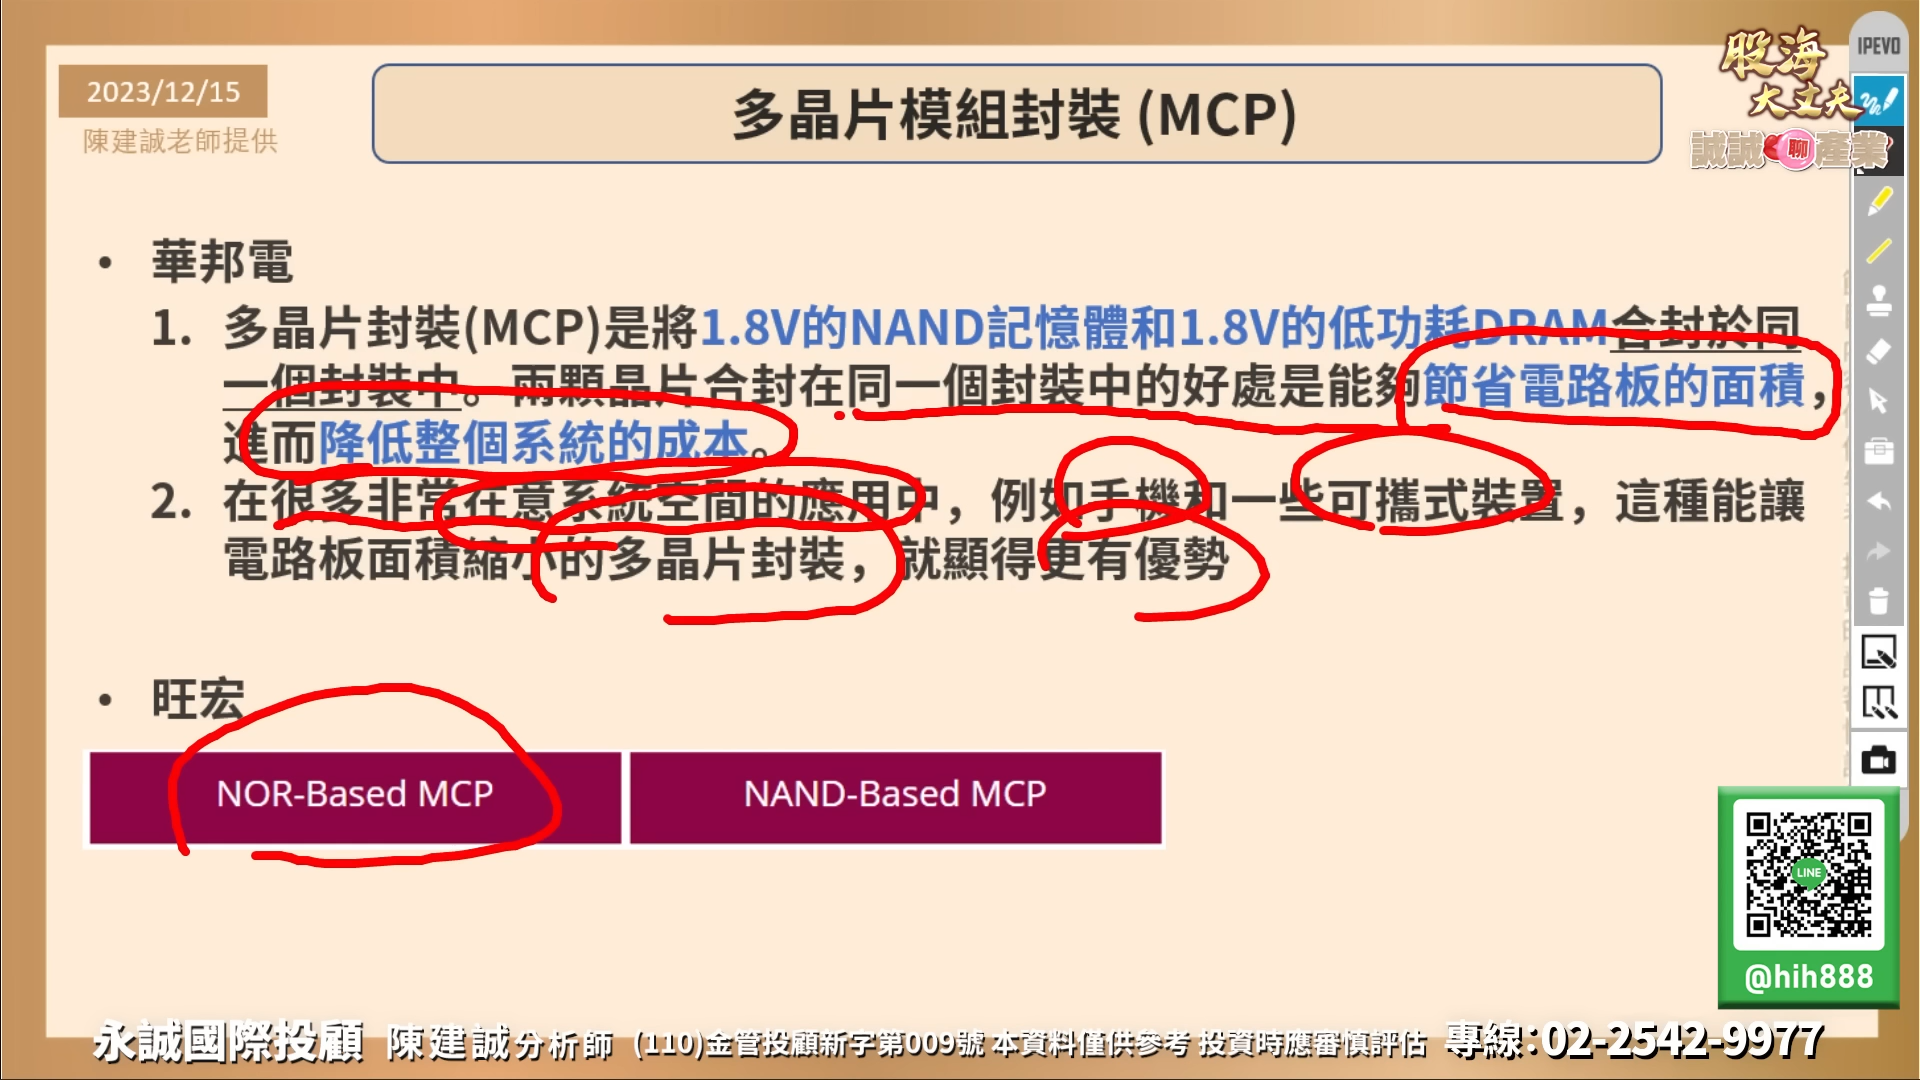 2023/12/15
陳建誠老師提供
多晶片模組封裝 (MCP)
股海
大丈夫
誠誠聊產業
IPEVO
• 華邦電
1. 多晶片封裝(MCP)是將1.8V的NAND記憶體和1.8V的低功耗DRAM合封於同
一個封裝中。兩顆晶片合封在同一個封裝中的好處是能夠節省電路板的面積，
進而降低整個系統的成本。
2. 在很多非常在意系統空間的應用中，例如手機和一些可攜式裝置，這種能讓
電路板面積縮小的多晶片封裝，就顯得更有優勢
• 旺宏
NOR-Based MCP
NAND-Based MCP
LINE
@hih888
永誠國際投顧 陳建誠分析師 (110)金管投顧新字第009號 本資料僅供參考 投資時應審慎評估 專線:02-2542-9977